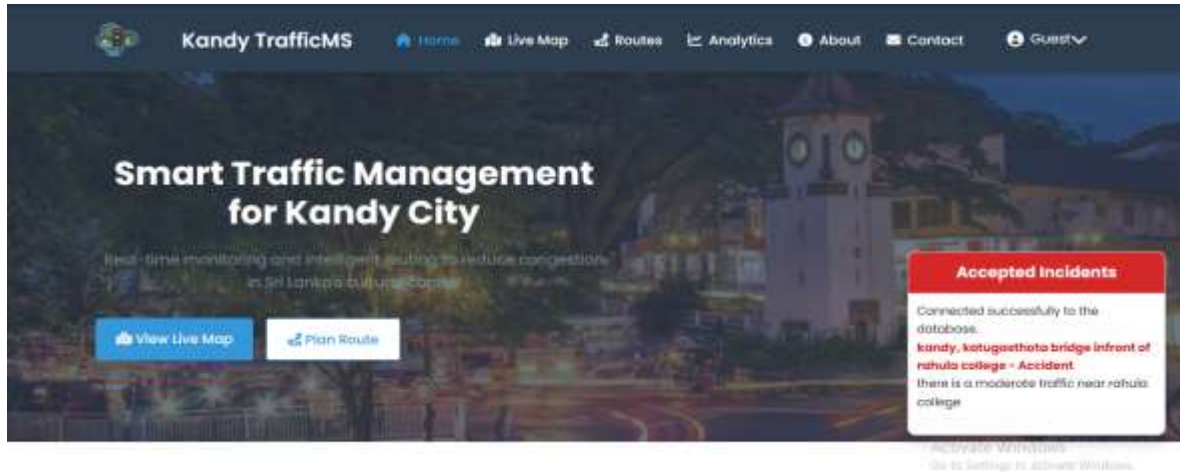 Kandy TrafficMS Home Live Map Routes Analytics About Contact Guest
Smart Traffic Management
for Kandy City
Real-time monitoring and intelligent routing to reduce congestion
in Sri Lanka's cultural capital
View Live Map Plan Route
Accepted Incidents
Connected successfully to the
database.
kandy, katugasthota bridge infront of
rahula college - Accident
there is a moderate traffic near rahula
college
Activate Windows
Go to Settings to activate Windows.